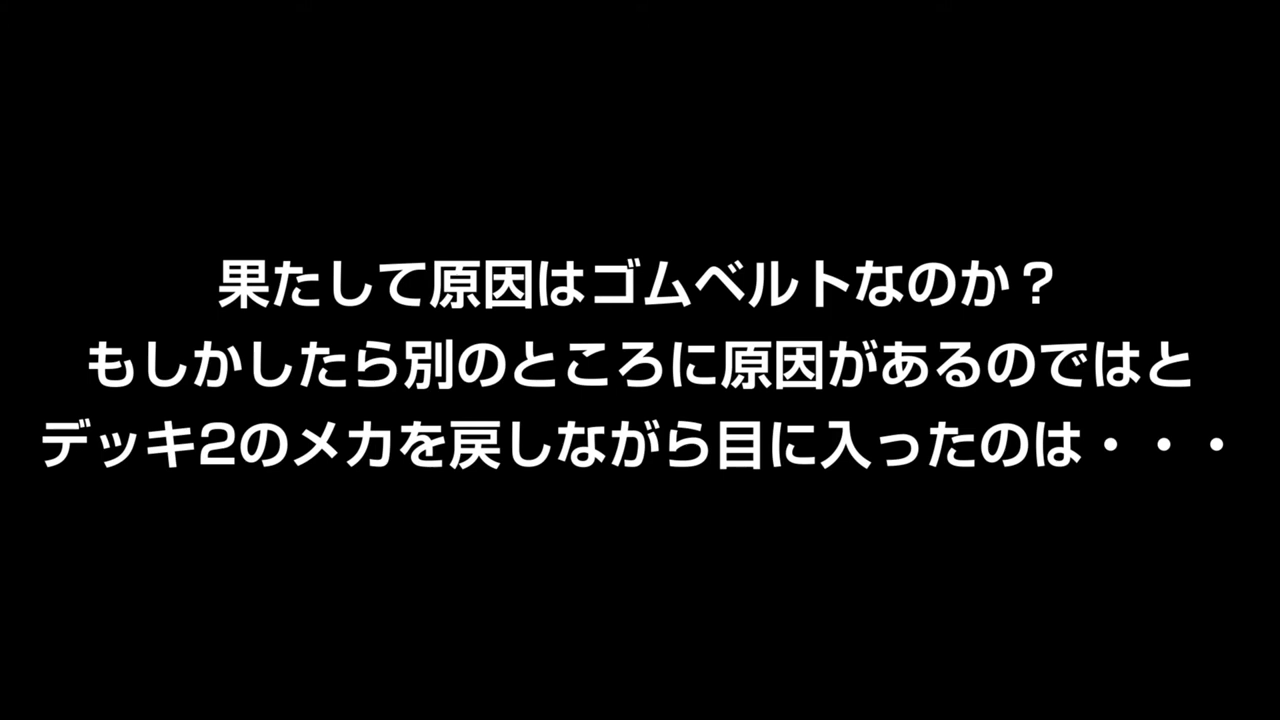 果たして原因はゴムベルトなのか？
もしかしたら別のところに原因があるのではと
デッキ2のメカを戻しながら目に入ったのは・・・